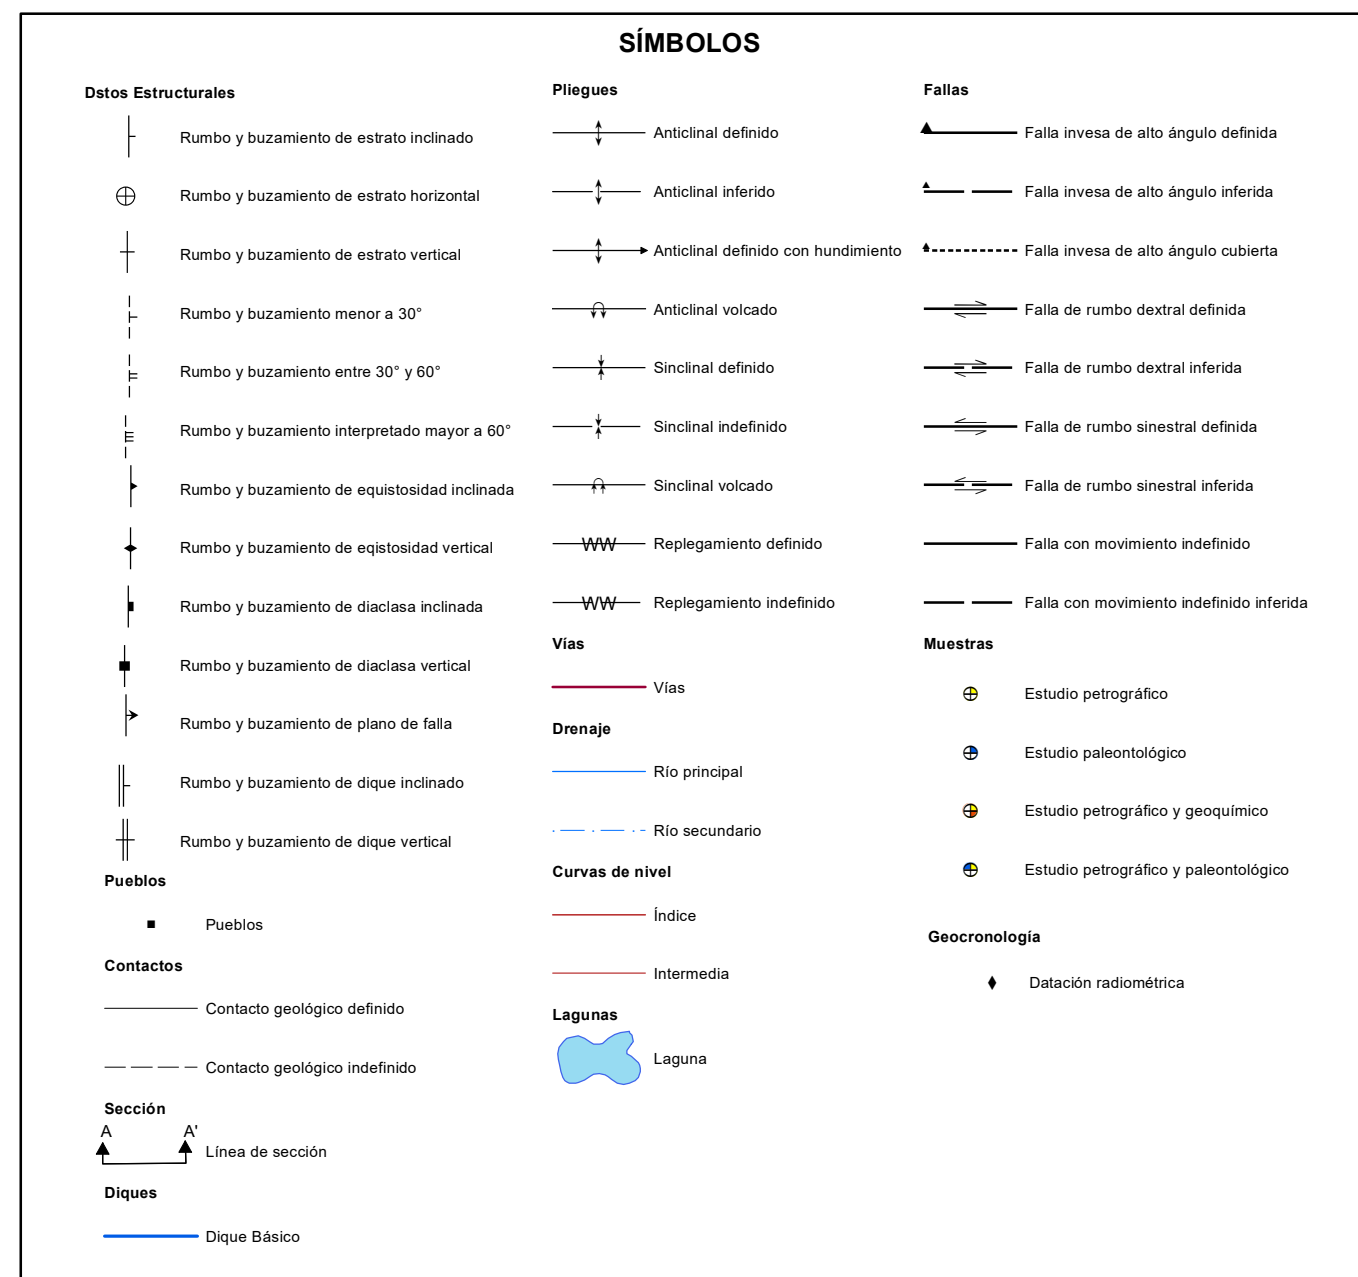 SÍMBOLOS
Dstos Estructurales
Rumbo y buzamiento de estrato inclinado
Rumbo y buzamiento de estrato horizontal
Rumbo y buzamiento de estrato vertical
Rumbo y buzamiento menor a 30°
Rumbo y buzamiento entre 30° y 60°
Rumbo y buzamiento interpretado mayor a 60°
Rumbo y buzamiento de equistosidad inclinada
Rumbo y buzamiento de eqistosidad vertical
Rumbo y buzamiento de diaclasa inclinada
Rumbo y buzamiento de diaclasa vertical
Rumbo y buzamiento de plano de falla
Rumbo y buzamiento de dique inclinado
Rumbo y buzamiento de dique vertical
Pueblos
Pueblos
Contactos
Contacto geológico definido
Contacto geológico indefinido
Sección
A A'
Línea de sección
Diques
Dique Básico
Pliegues
Anticlinal definido
Anticlinal inferido
Anticlinal definido con hundimiento
Anticlinal volcado
Sinclinal definido
Sinclinal indefinido
Sinclinal volcado
Replegamiento definido
Replegamiento indefinido
Vías
Vías
Drenaje
Río principal
Río secundario
Curvas de nivel
Índice
Intermedia
Lagunas
Laguna
Fallas
Falla invesa de alto ángulo definida
Falla invesa de alto ángulo inferida
Falla invesa de alto ángulo cubierta
Falla de rumbo dextral definida
Falla de rumbo dextral inferida
Falla de rumbo sinestral definida
Falla de rumbo sinestral inferida
Falla con movimiento indefinido
Falla con movimiento indefinido inferida
Muestras
Estudio petrográfico
Estudio paleontológico
Estudio petrográfico y geoquímico
Estudio petrográfico y paleontológico
Geocronología
Datación radiométrica